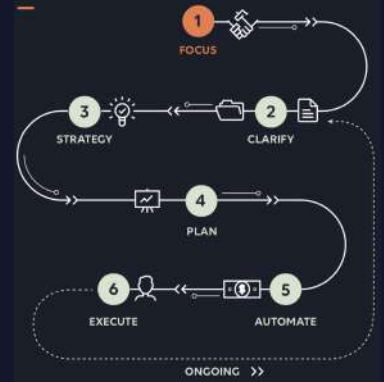 1
FOCUS
2
CLARIFY
3
STRATEGY
4
PLAN
5
AUTOMATE
6
EXECUTE
ONGOING >>